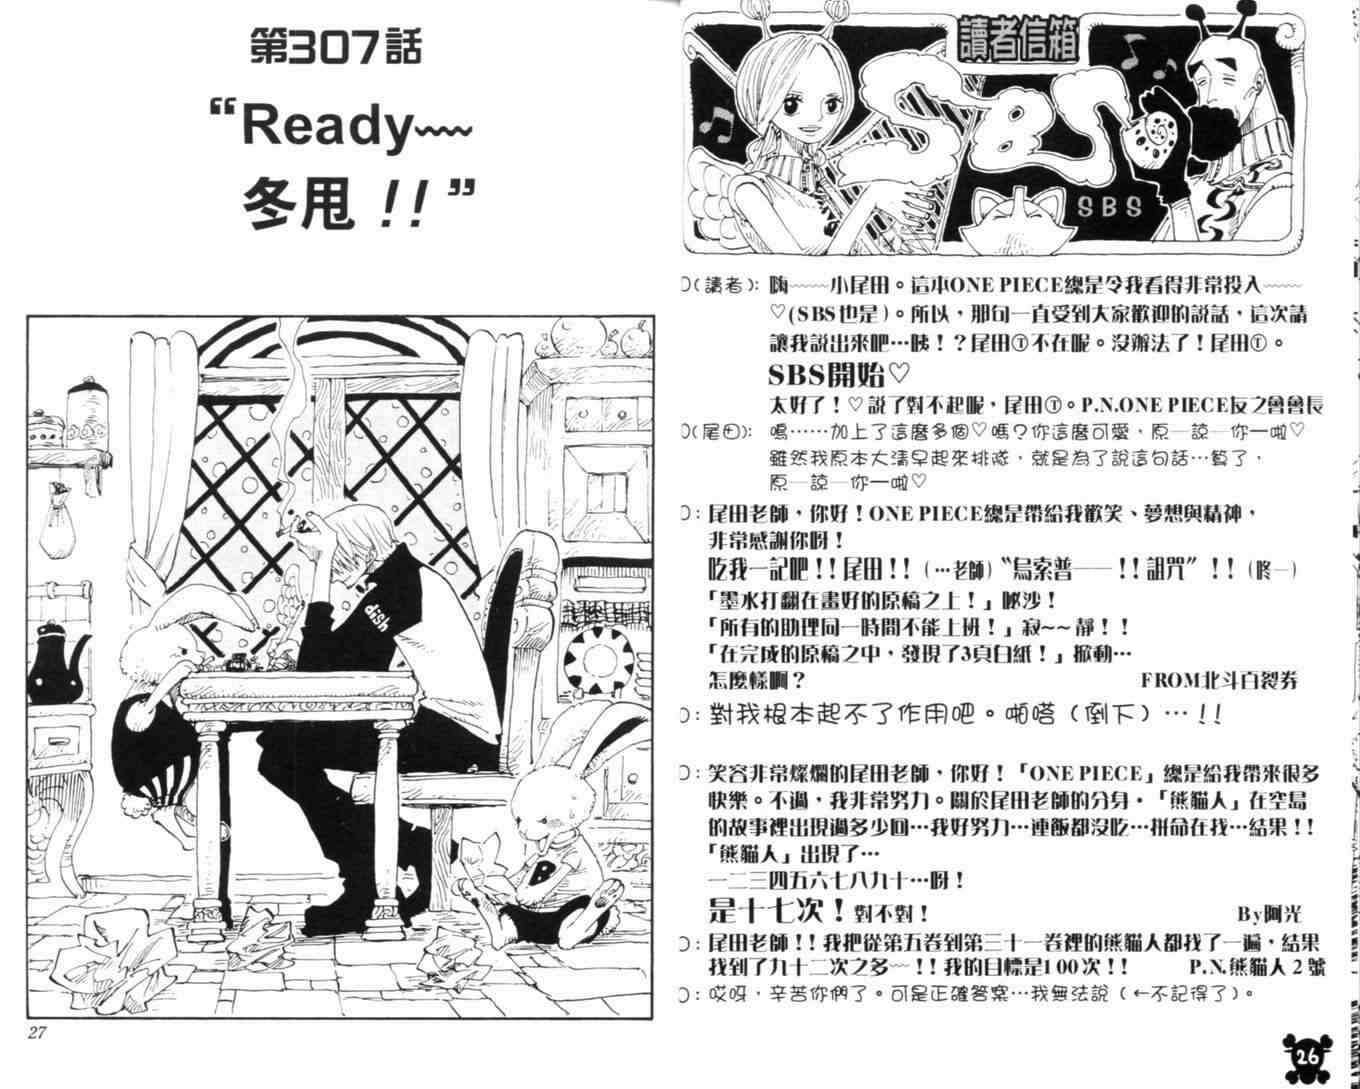 讀者信箱
SBS
SBS
D(讀者): 嗨﹏﹏小尾田。這本ONE PIECE總是令我看得非常投入﹏﹏
♡(SBS也是)。所以，那句一直受到大家歡迎的說話，這次請
讓我說出來吧…咦！？尾田①不在呢。沒辦法了！尾田①。
SBS開始♡
太好了！♡說了對不起呢，尾田①。P.N.ONE PIECE友之會會長
O(尾田): 嗚……加上了這麼多個♡嗎？你這麼可愛，原—諒—你—啦♡
雖然我原本大清早起來排隊，就是為了說這句話…算了，
原—諒—你—啦♡
D: 尾田老師，你好！ONE PIECE總是帶給我歡笑、夢想與精神，
非常感謝你呀！
吃我一記吧！！尾田！！(…老師)〝烏索普——！！詛咒〞！！(咚—)
「墨水打翻在畫好的原稿之上！」唦沙！
「所有的助理同一時間不能上班！」寂~~靜！！
「在完成的原稿之中，發現了3頁白紙！」掀動…
怎麼樣啊？ FROM北斗百裂券
O: 對我根本起不了作用吧。啪嗒（倒下）…！！
D: 笑容非常燦爛的尾田老師，你好！「ONE PIECE」總是給我帶來很多
快樂。不過，我非常努力。關於尾田老師的分身・「熊貓人」在空島
的故事裡出現過多少回…我好努力…連飯都沒吃…拼命在找…結果！！
「熊貓人」出現了…
一二三四五六七八九十…呀！
是十七次！對不對！ By阿光
D: 尾田老師！！我把從第五卷到第三十一卷裡的熊貓人都找了一遍，結果
找到了九十二次之多﹏！！我的目標是100次！！ P.N.熊貓人2號
O: 哎呀，辛苦你們了。可是正確答案…我無法說（←不記得了）。
26
第307話
“Ready﹏﹏
冬甩！！”
dish
B
27